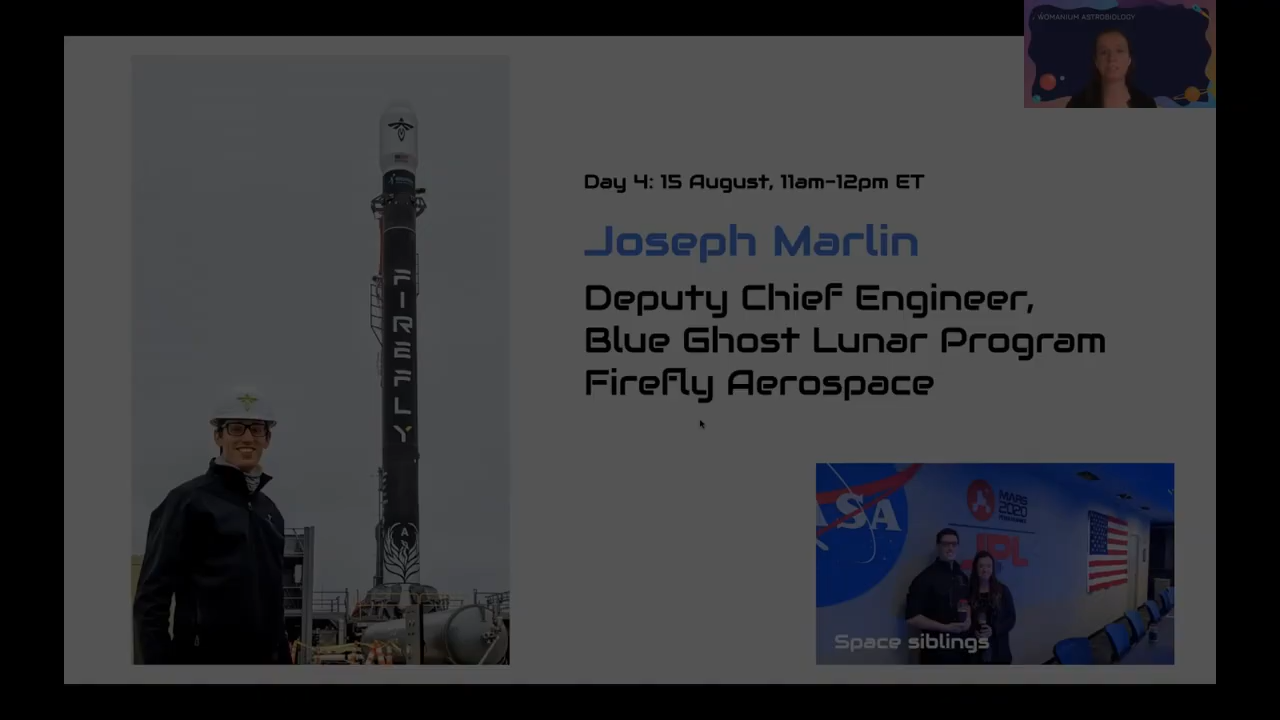 WOMANIUM ASTROBIOLOGY
Day 4: 15 August, 11am-12pm ET
Joseph Marlin
Deputy Chief Engineer,
Blue Ghost Lunar Program
Firefly Aerospace
FIREFLY
ASA
MARS
2020
JPL
Space siblings